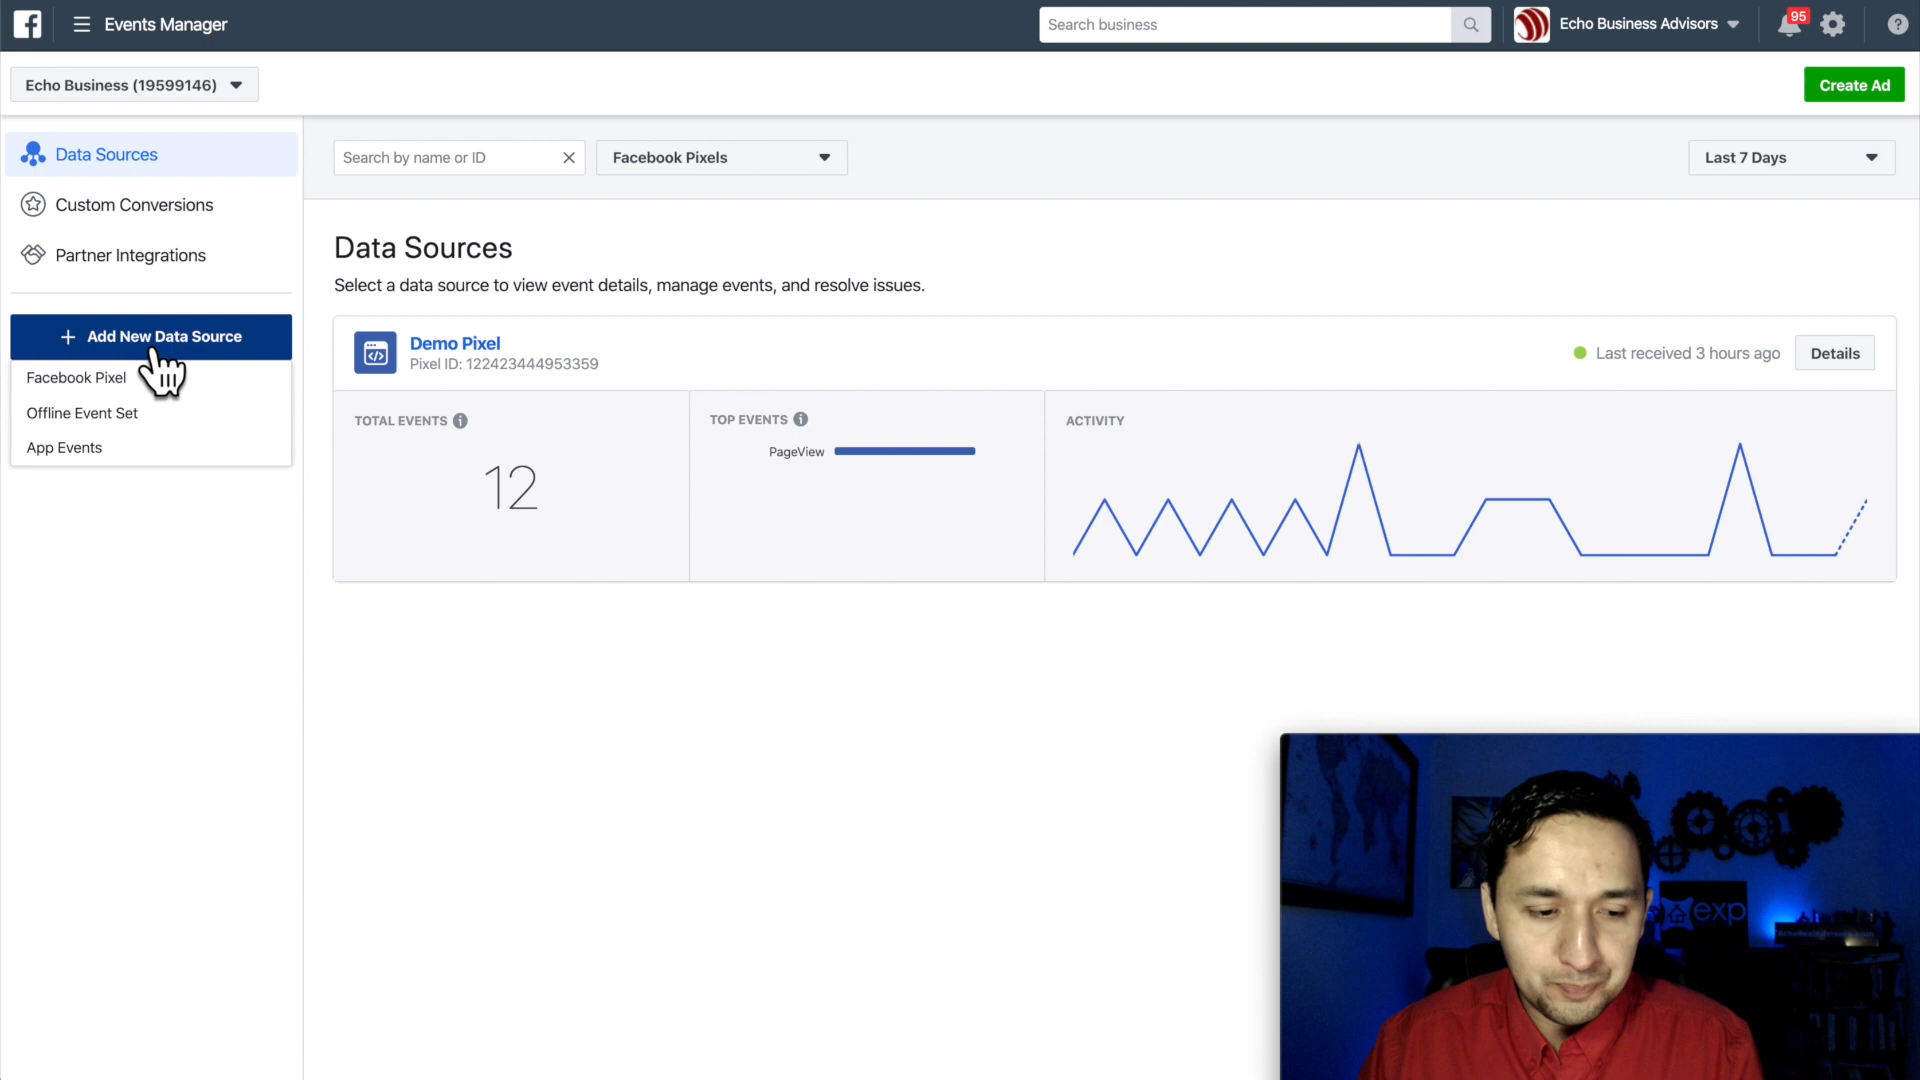 Events Manager
Search business
Echo Business Advisors
95
?
Echo Business (19599146)
Create Ad
Data Sources
Custom Conversions
Partner Integrations
+ Add New Data Source
Facebook Pixel
Offline Event Set
App Events
Search by name or ID
Facebook Pixels
Last 7 Days
Data Sources
Select a data source to view event details, manage events, and resolve issues.
Demo Pixel
Pixel ID: 122423444953359
Last received 3 hours ago
Details
TOTAL EVENTS
12
TOP EVENTS
PageView
ACTIVITY
exp